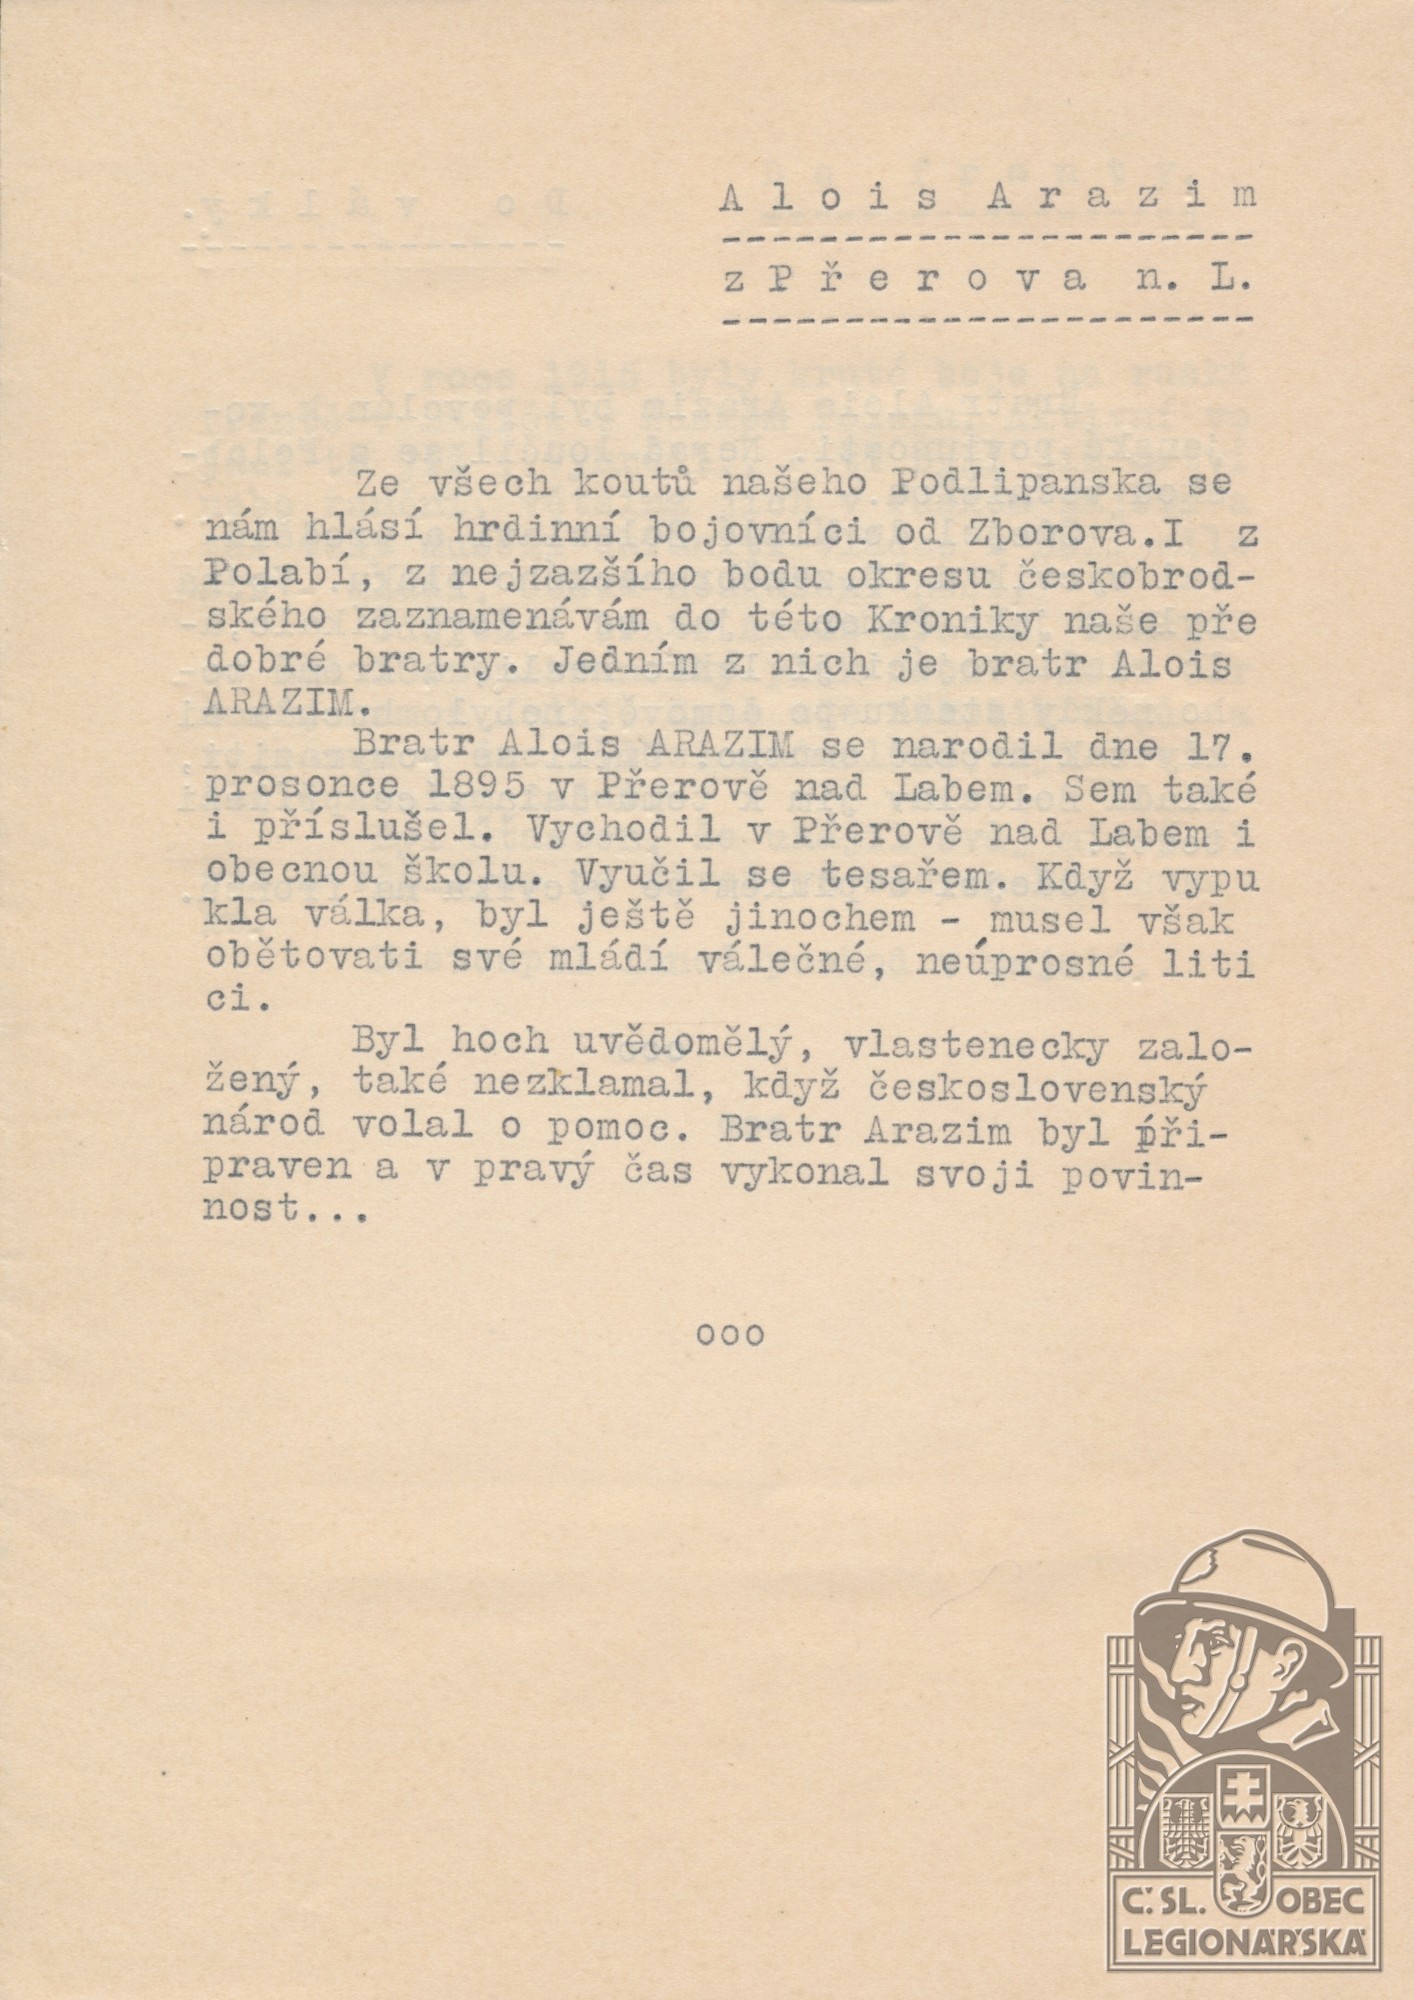 A l o i s  A r a z i m
----------------------
z P ř e r o v a  n. L.
----------------------
Ze všech koutů našeho Podlipanska se
nám hlásí hrdinní bojovníci od Zborova.I z
Polabí, z nejzazšího bodu okresu českobrod-
ského zaznamenávám do této Kroniky naše pře
dobré bratry. Jedním z nich je bratr Alois
ARAZIM.
Bratr Alois ARAZIM se narodil dne 17.
prosonce 1895 v Přerově nad Labem. Sem také
i příslušel. Vychodil v Přerově nad Labem i
obecnou školu. Vyučil se tesařem. Když vypu
kla válka, byl ještě jinochem - musel však
obětovati své mládí válečné, neúprosné liti
ci.
Byl hoch uvědomělý, vlastenecky zalo-
žený, také nezklamal, když československý
národ volal o pomoc. Bratr Arazim byl při-
praven a v pravý čas vykonal svoji povin-
nost...
ooo
Č. SL. OBEC
LEGIONÁŘSKÁ